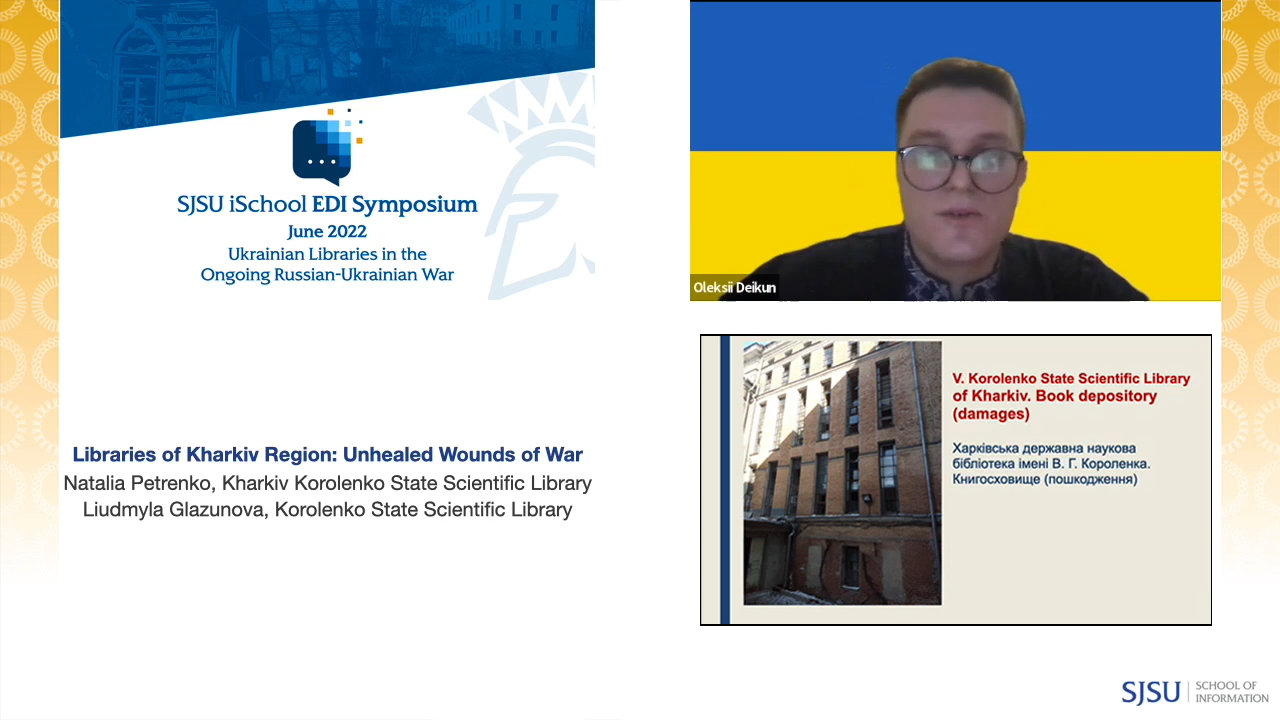 SJSU iSchool EDI Symposium
June 2022
Ukrainian Libraries in the
Ongoing Russian-Ukrainian War
Libraries of Kharkiv Region: Unhealed Wounds of War
Natalia Petrenko, Kharkiv Korolenko State Scientific Library
Liudmyla Glazunova, Korolenko State Scientific Library
Oleksii Deikun
V. Korolenko State Scientific Library
of Kharkiv. Book depository
(damages)
Харківська державна наукова
бібліотека імені В. Г. Короленка.
Книгосховище (пошкодження)
SJSU
SCHOOL OF
INFORMATION